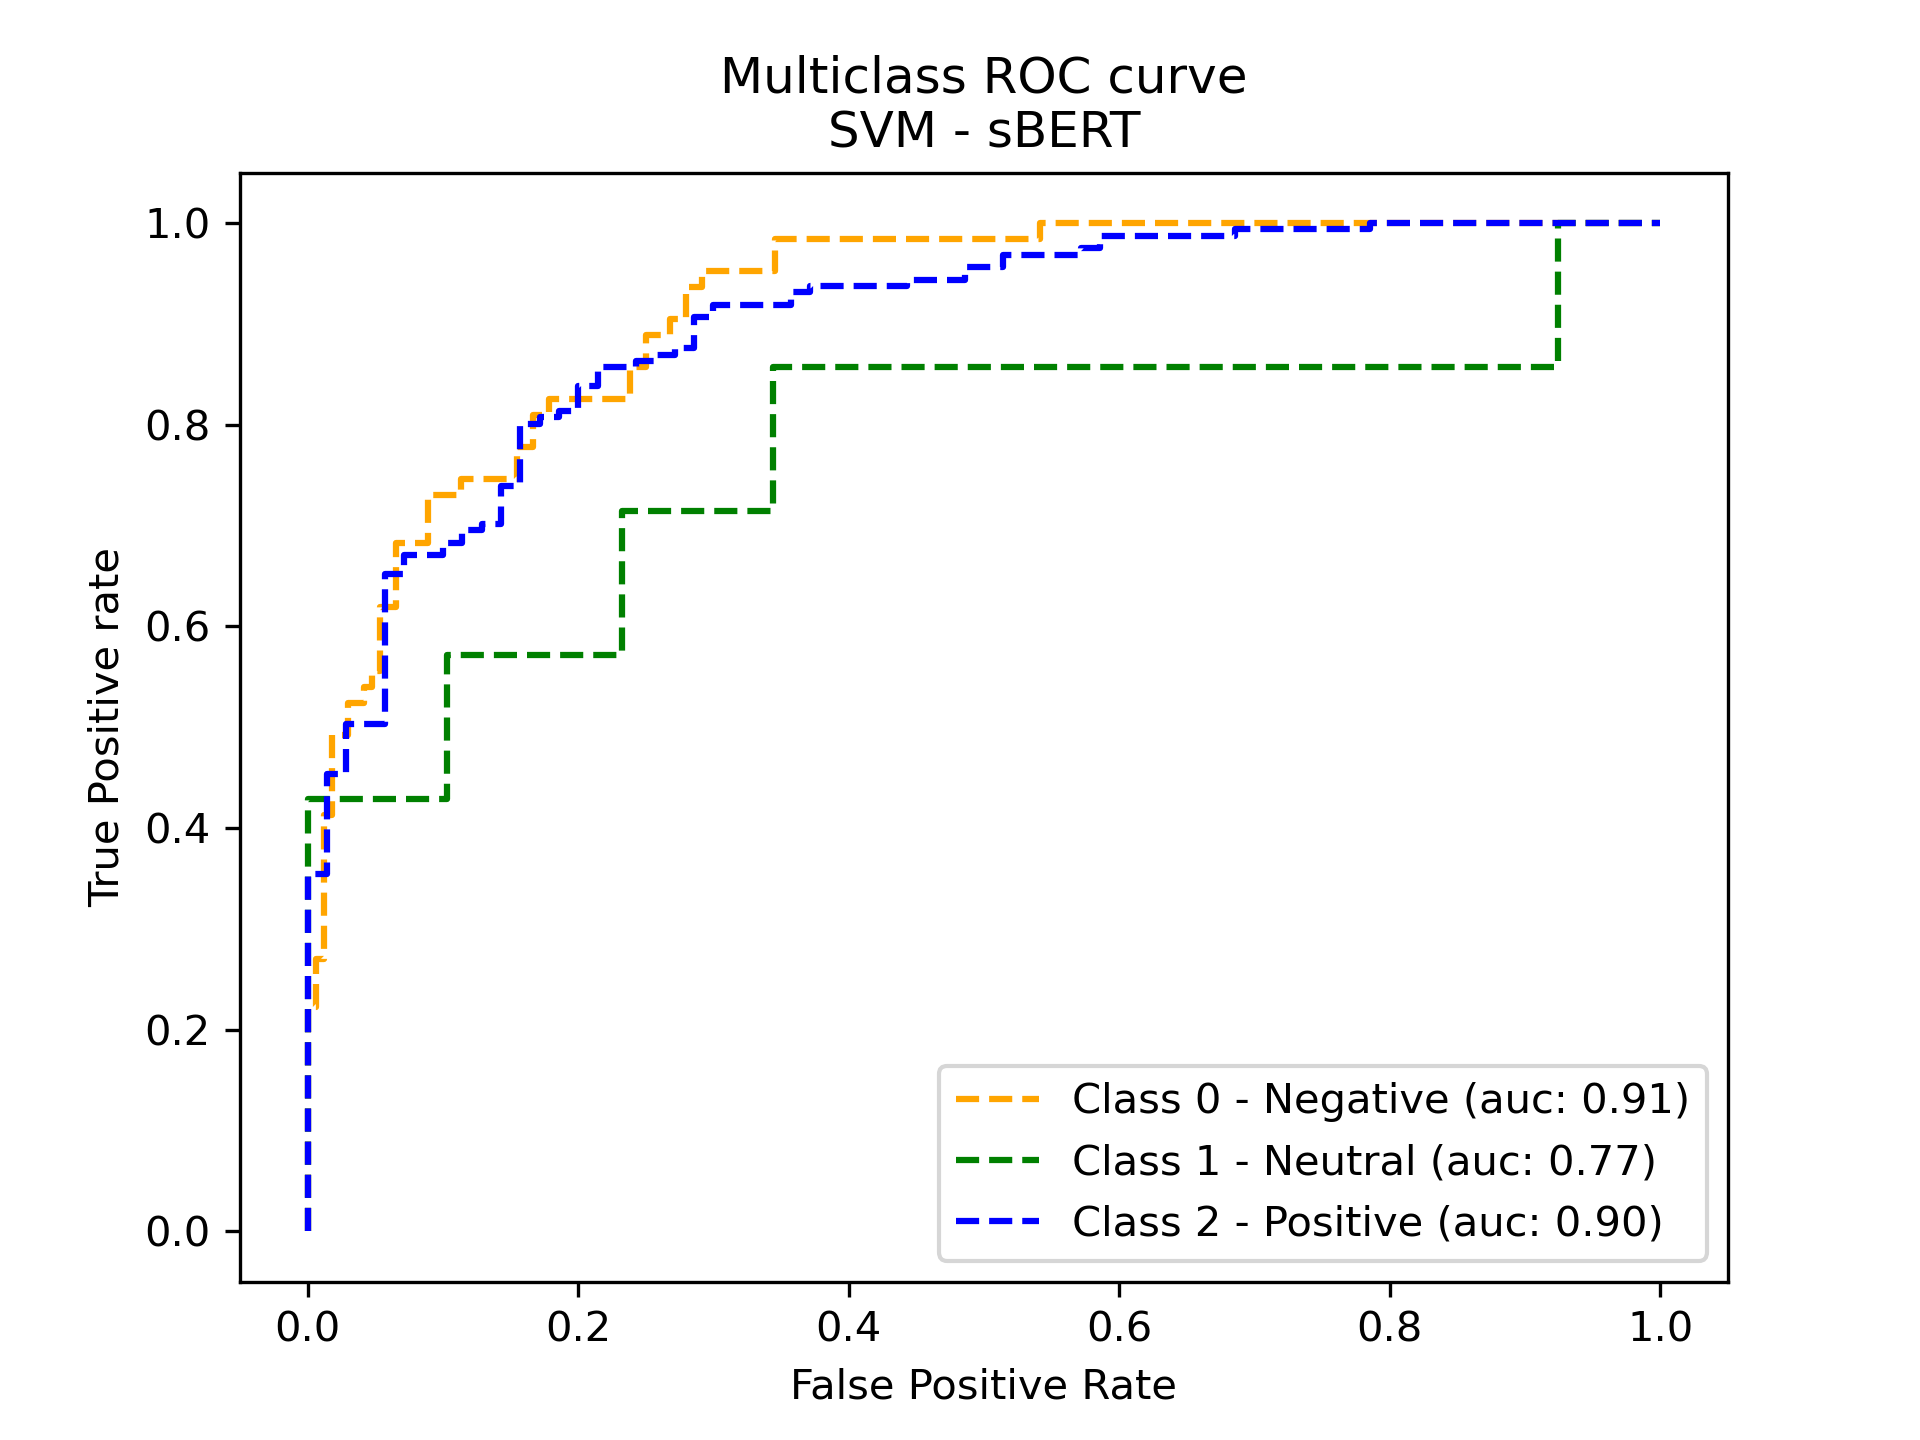 Multiclass ROC curve
SVM - sBERT
1.0
0.8
0.6
0.4
0.2
0.0
True Positive rate
0.0 0.2 0.4 0.6 0.8 1.0
False Positive Rate
Class 0 - Negative (auc: 0.91)
Class 1 - Neutral (auc: 0.77)
Class 2 - Positive (auc: 0.90)